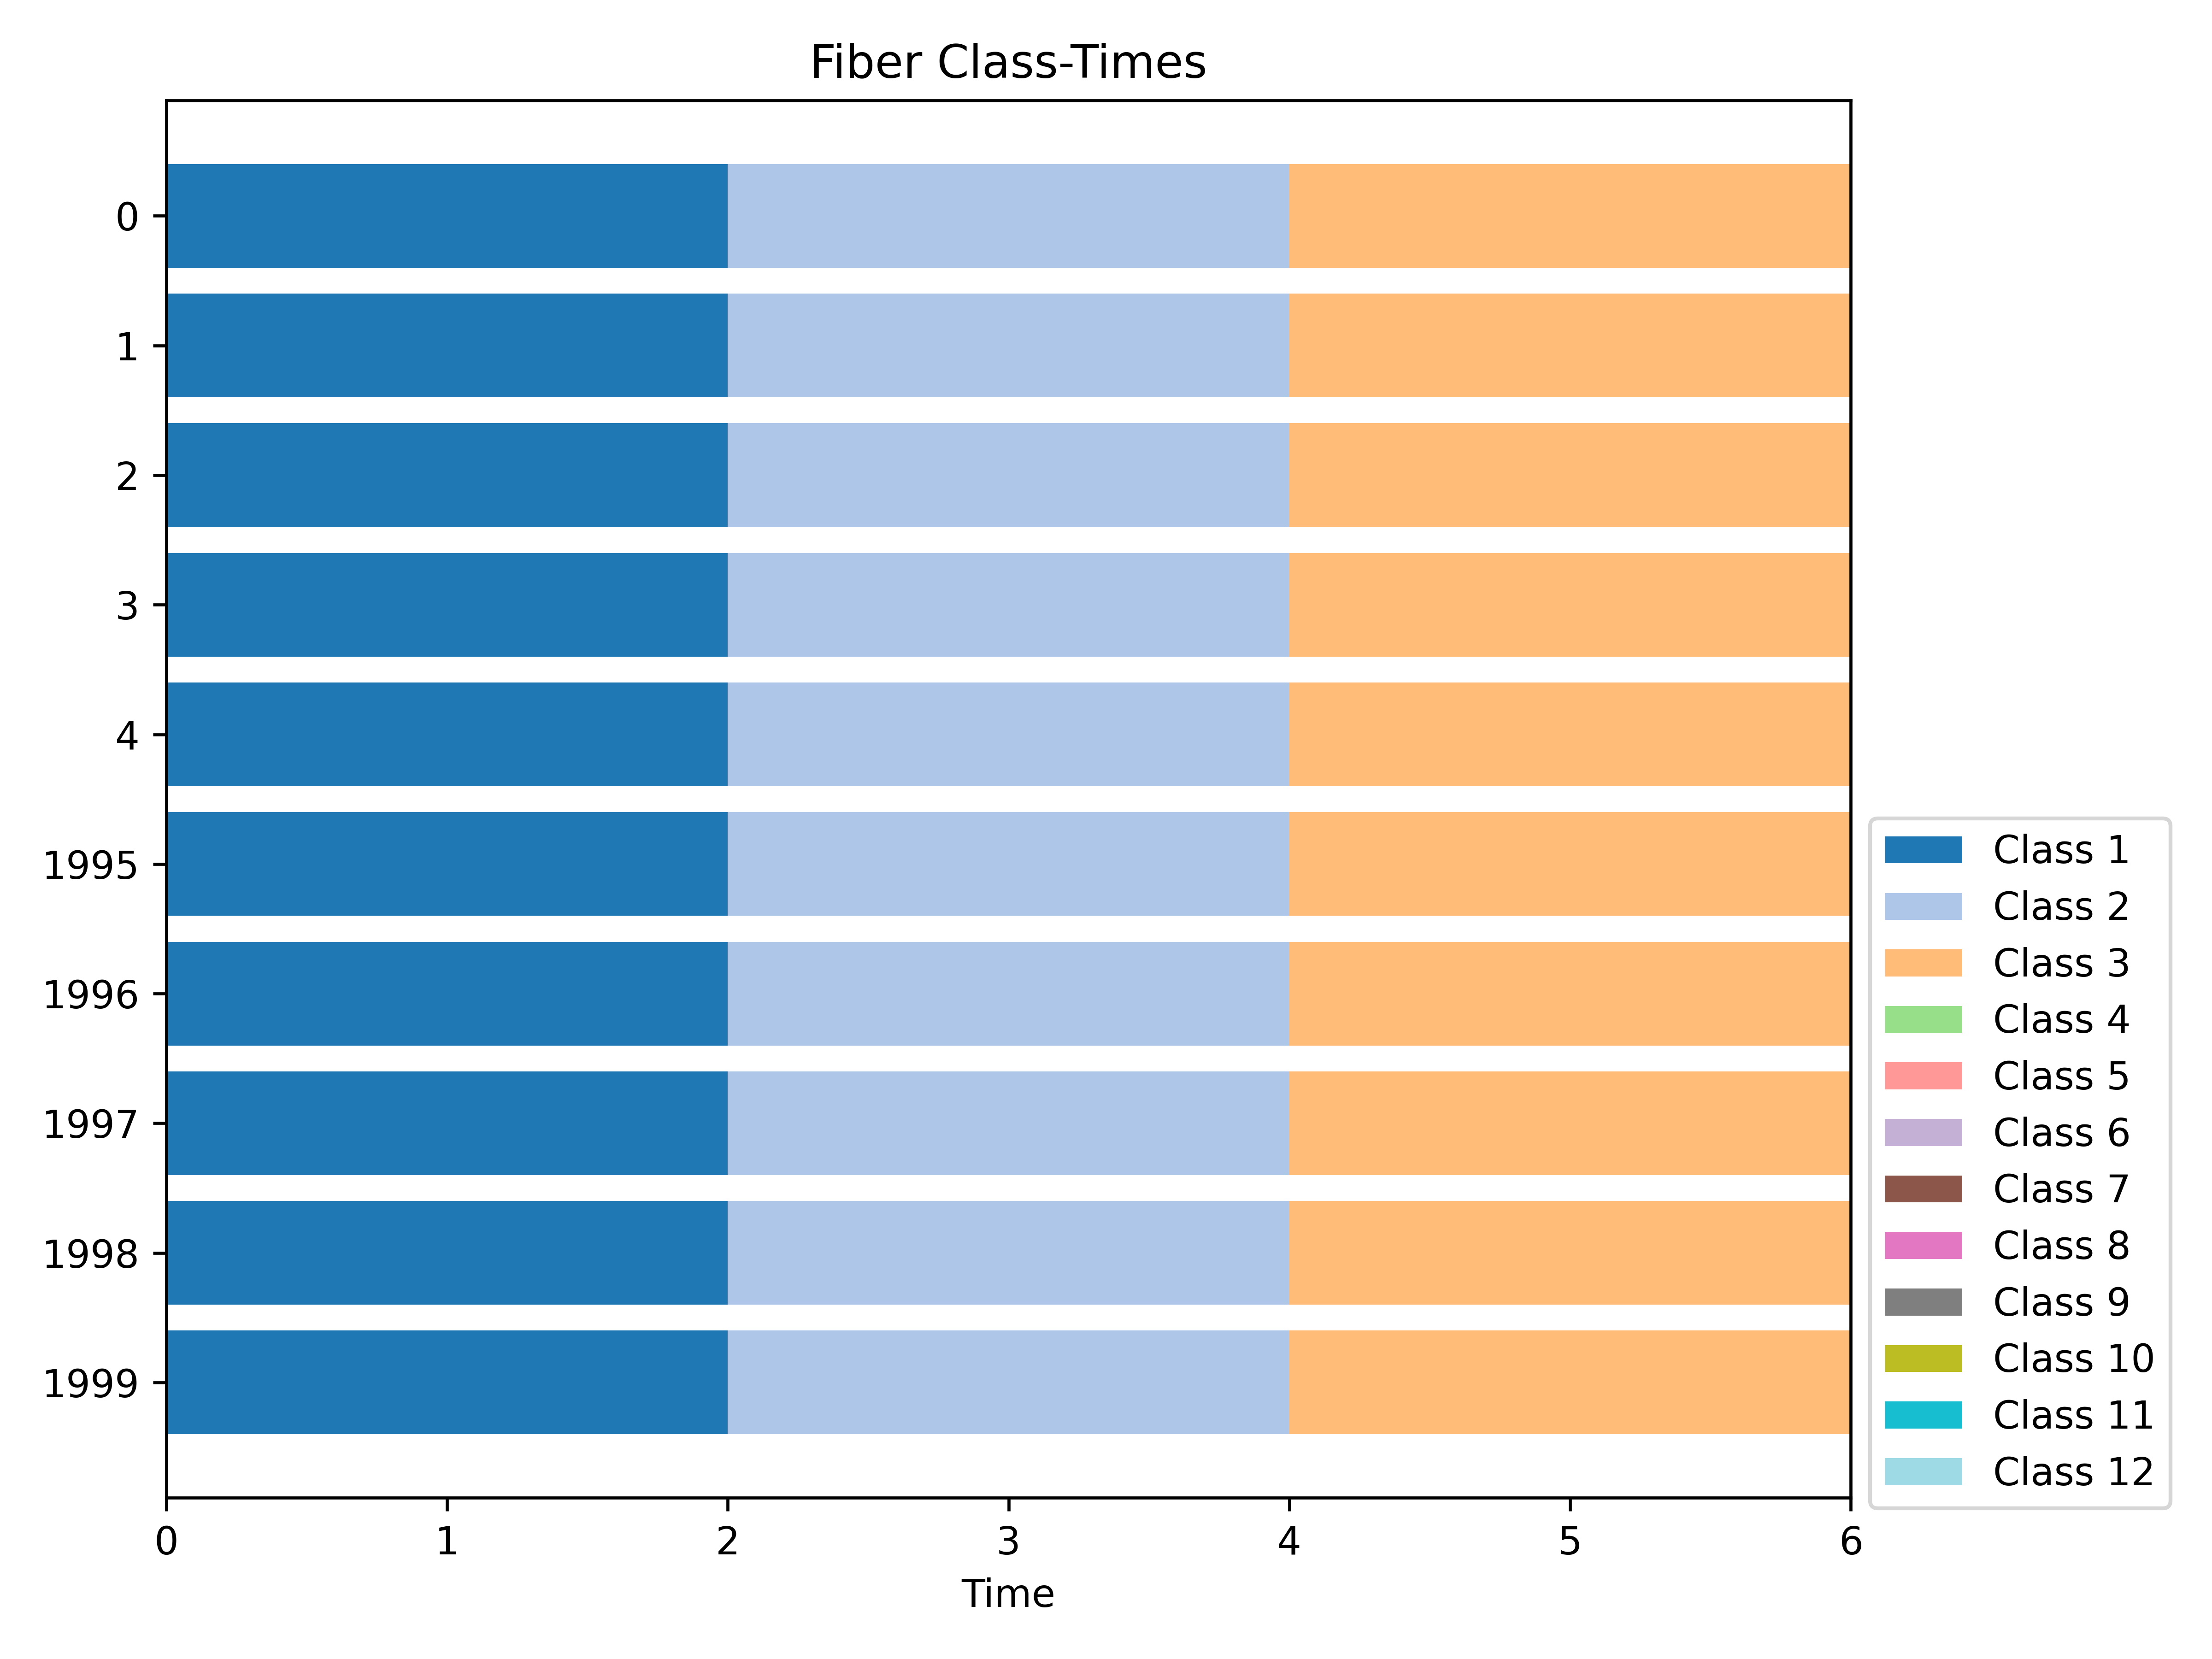 Fiber Class-Times
0
1
2
3
4
1995
1996
1997
1998
1999
Class 1
Class 2
Class 3
Class 4
Class 5
Class 6
Class 7
Class 8
Class 9
Class 10
Class 11
Class 12
0 1 2 3 4 5 6
Time